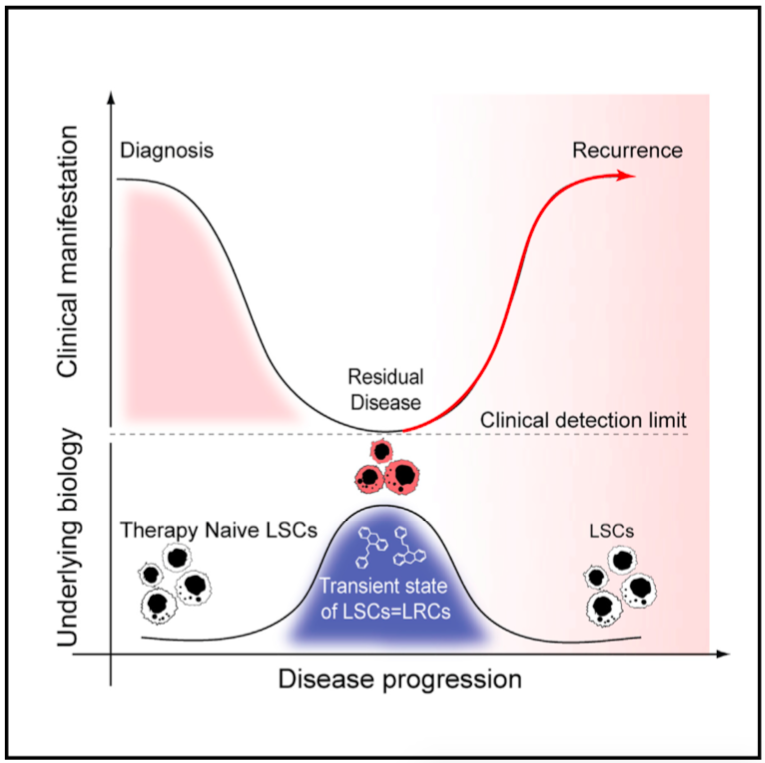 Clinical manifestation
Diagnosis
Recurrence
Residual
Disease
Clinical detection limit
Underlying biology
Therapy Naive LSCs
LSCs
Transient state
of LSCs=LRCs
Disease progression